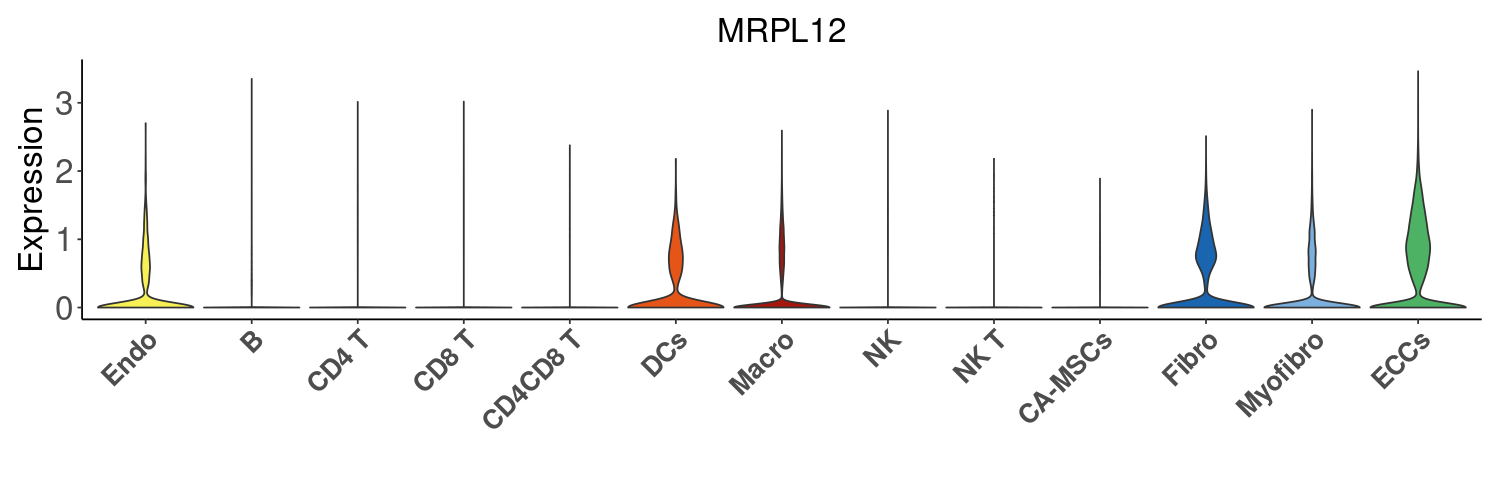 MRPL12
Expression
3
2
1
0
Endo
B
CD4 T
CD8 T
CD4CD8 T
DCs
Macro
NK
NK T
CA-MSCs
Fibro
Myofibro
ECCs